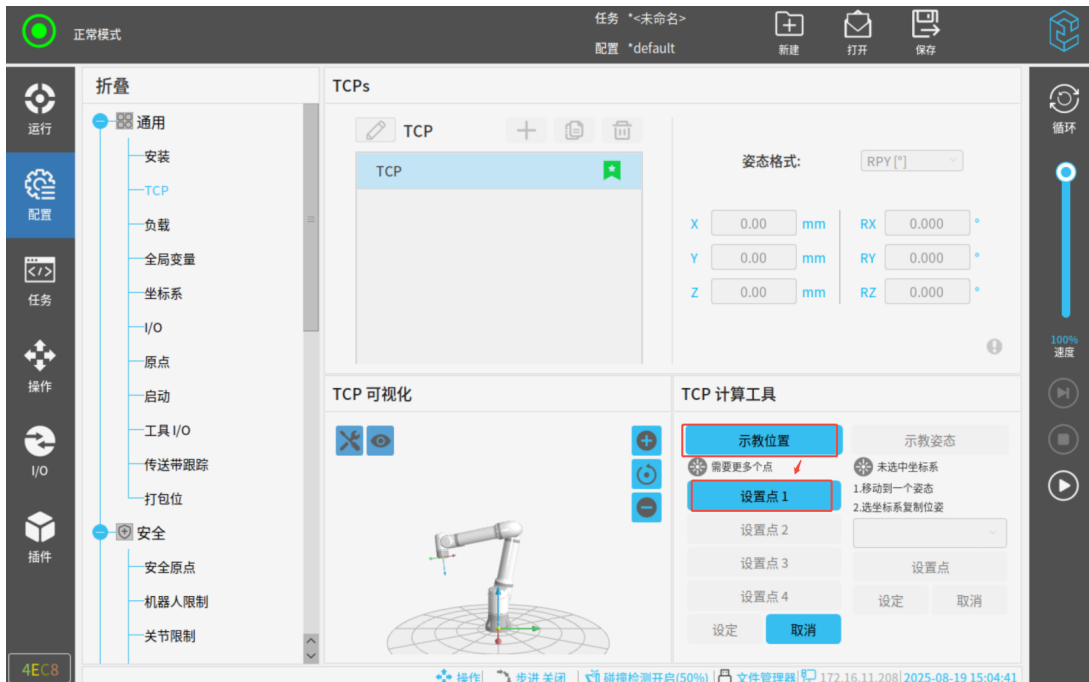 正常模式
任务 *<未命名>
配置 *default
新建
打开
保存
运行
配置
任务
操作
I/O
插件
4EC8
折叠
通用
安装
TCP
负载
全局变量
坐标系
I/O
原点
启动
工具 I/O
传送带跟踪
打包位
安全
安全原点
机器人限制
关节限制
TCPs
TCP
TCP
姿态格式:
RPY [°]
X 0.00 mm RX 0.000 °
Y 0.00 mm RY 0.000 °
Z 0.00 mm RZ 0.000 °
TCP 可视化
TCP 计算工具
示教位置
需要更多个点
设置点 1
设置点 2
设置点 3
设置点 4
设定 取消
示教姿态
未选中坐标系
1.移动到一个姿态
2.选坐标系复制位姿
设置点
设定 取消
循环
100%
速度
操作 步进 关闭 碰撞检测开启(50%) 文件管理器 172.16.11.208 2025-08-19 15:04:41